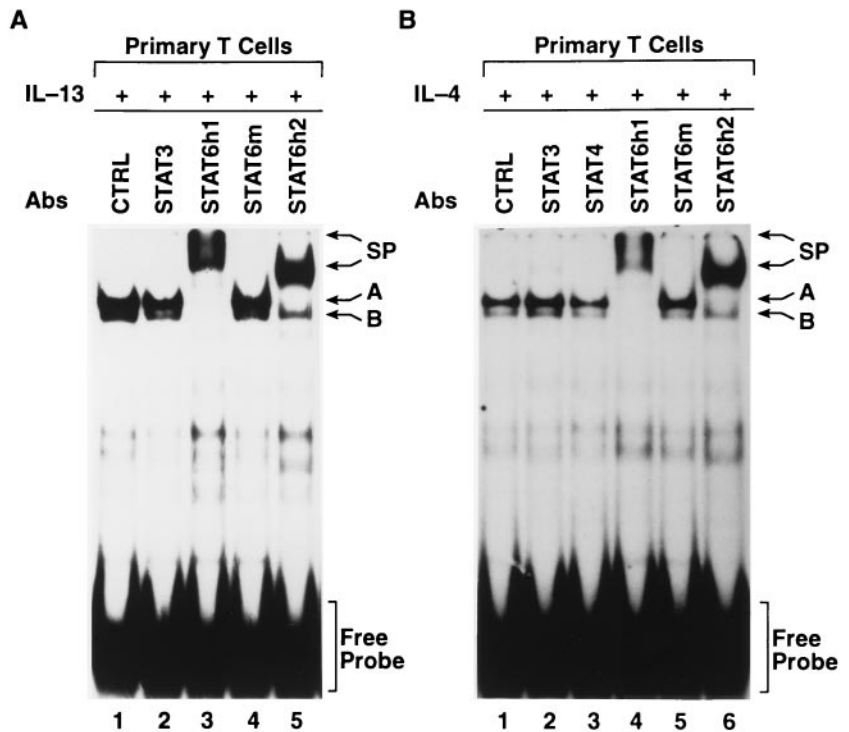 A
Primary T Cells
IL–13 + + + + +
Abs CTRL STAT3 STAT6h1 STAT6m STAT6h2
SP
A
B
Free
Probe
1 2 3 4 5
B
Primary T Cells
IL–4 + + + + + +
Abs CTRL STAT3 STAT4 STAT6h1 STAT6m STAT6h2
SP
A
B
Free
Probe
1 2 3 4 5 6